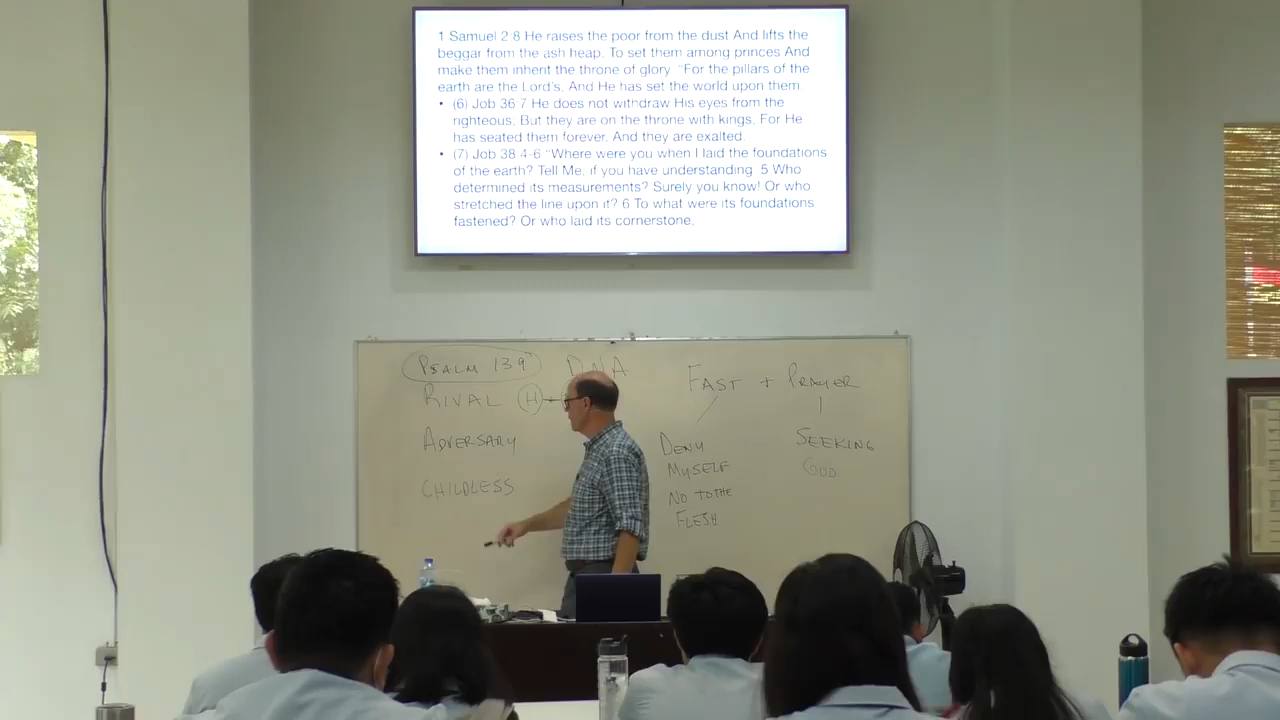 1 Samuel 2:8 He raises the poor from the dust And lifts the
beggar from the ash heap, To set them among princes And
make them inherit the throne of glory. "For the pillars of the
earth are the Lord's, And He has set the world upon them.
• (6) Job 36:7 He does not withdraw His eyes from the
righteous; But they are on the throne with kings, For He
has seated them forever, And they are exalted.
• (7) Job 38:4-6 "Where were you when I laid the foundations
of the earth? Tell Me, if you have understanding. 5 Who
determined its measurements? Surely you know! Or who
stretched the line upon it? 6 To what were its foundations
fastened? Or who laid its cornerstone,
PSALM 139 DNA
RIVAL H
ADVERSARY
CHILDLESS
FAST + PRAYER
DENY
MYSELF
NO TO THE
FLESH
SEEKING
GOD